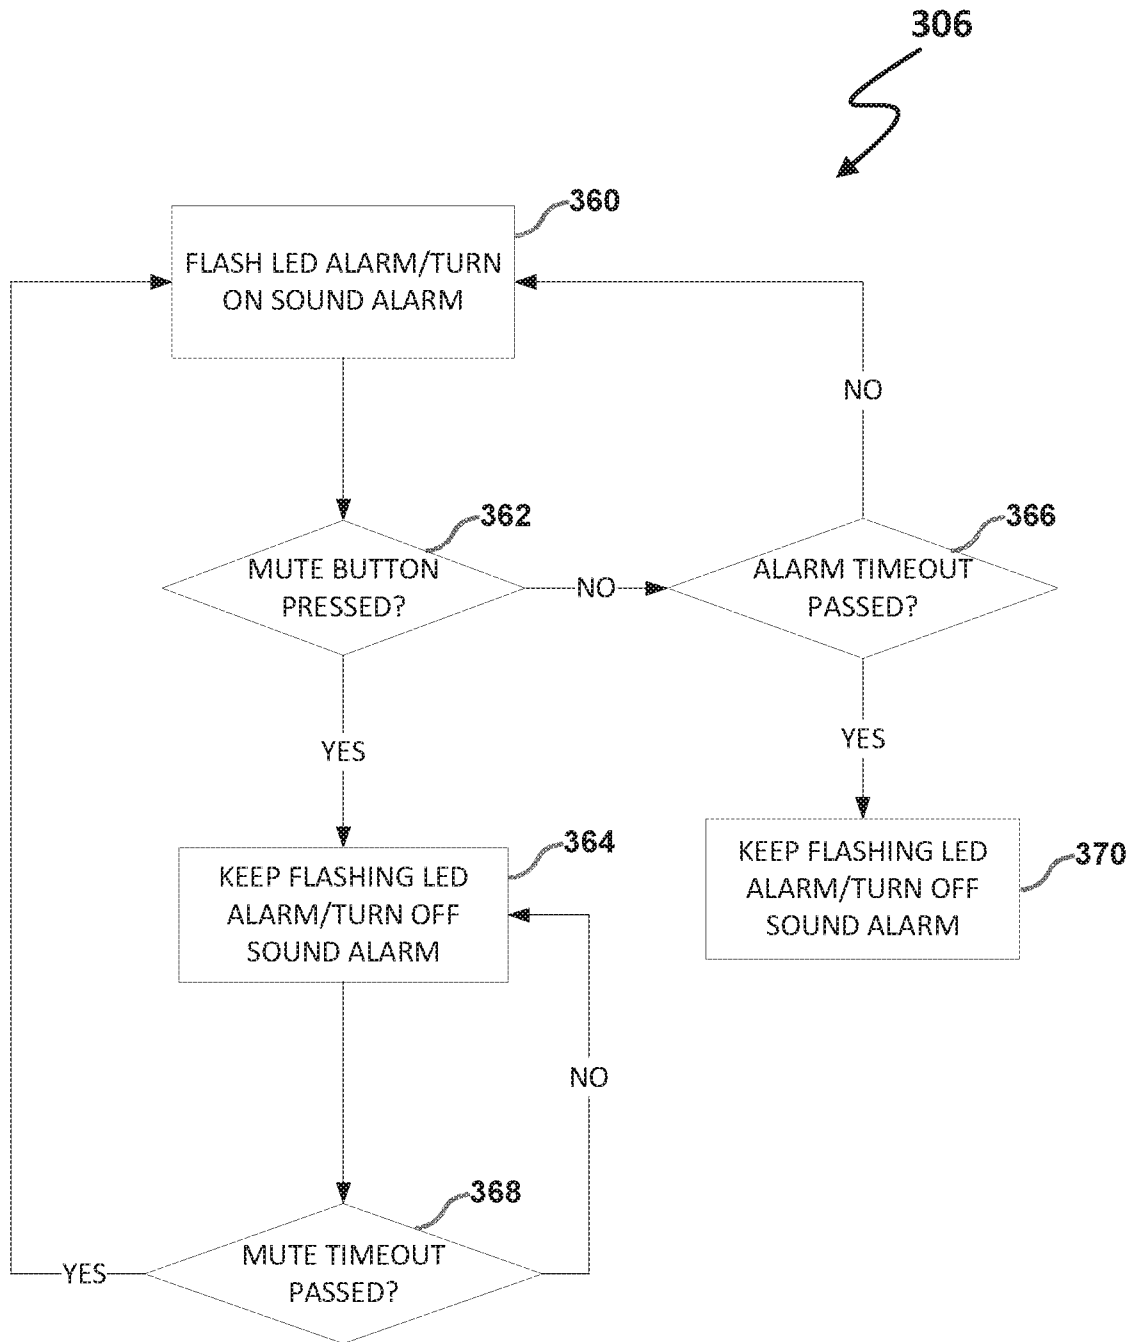 306
360
FLASH LED ALARM/TURN
ON SOUND ALARM
NO
362
MUTE BUTTON
PRESSED?
NO
366
ALARM TIMEOUT
PASSED?
YES
YES
364
KEEP FLASHING LED
ALARM/TURN OFF
SOUND ALARM
KEEP FLASHING LED
ALARM/TURN OFF
SOUND ALARM
370
NO
368
MUTE TIMEOUT
PASSED?
YES